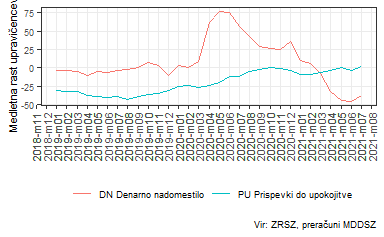 Medletna rast upravičencev
75
50
25
0
-25
-50
2018-m11
2018-m12
2019-m01
2019-m02
2019-m03
2019-m04
2019-m05
2019-m06
2019-m07
2019-m08
2019-m09
2019-m10
2019-m11
2019-m12
2020-m01
2020-m02
2020-m03
2020-m04
2020-m05
2020-m06
2020-m07
2020-m08
2020-m09
2020-m10
2020-m11
2020-m12
2021-m01
2021-m02
2021-m03
2021-m04
2021-m05
2021-m06
2021-m07
2021-m08
DN Denarno nadomestilo
PU Prispevki do upokojitve
Vir: ZRSZ, preračuni MDDSZ